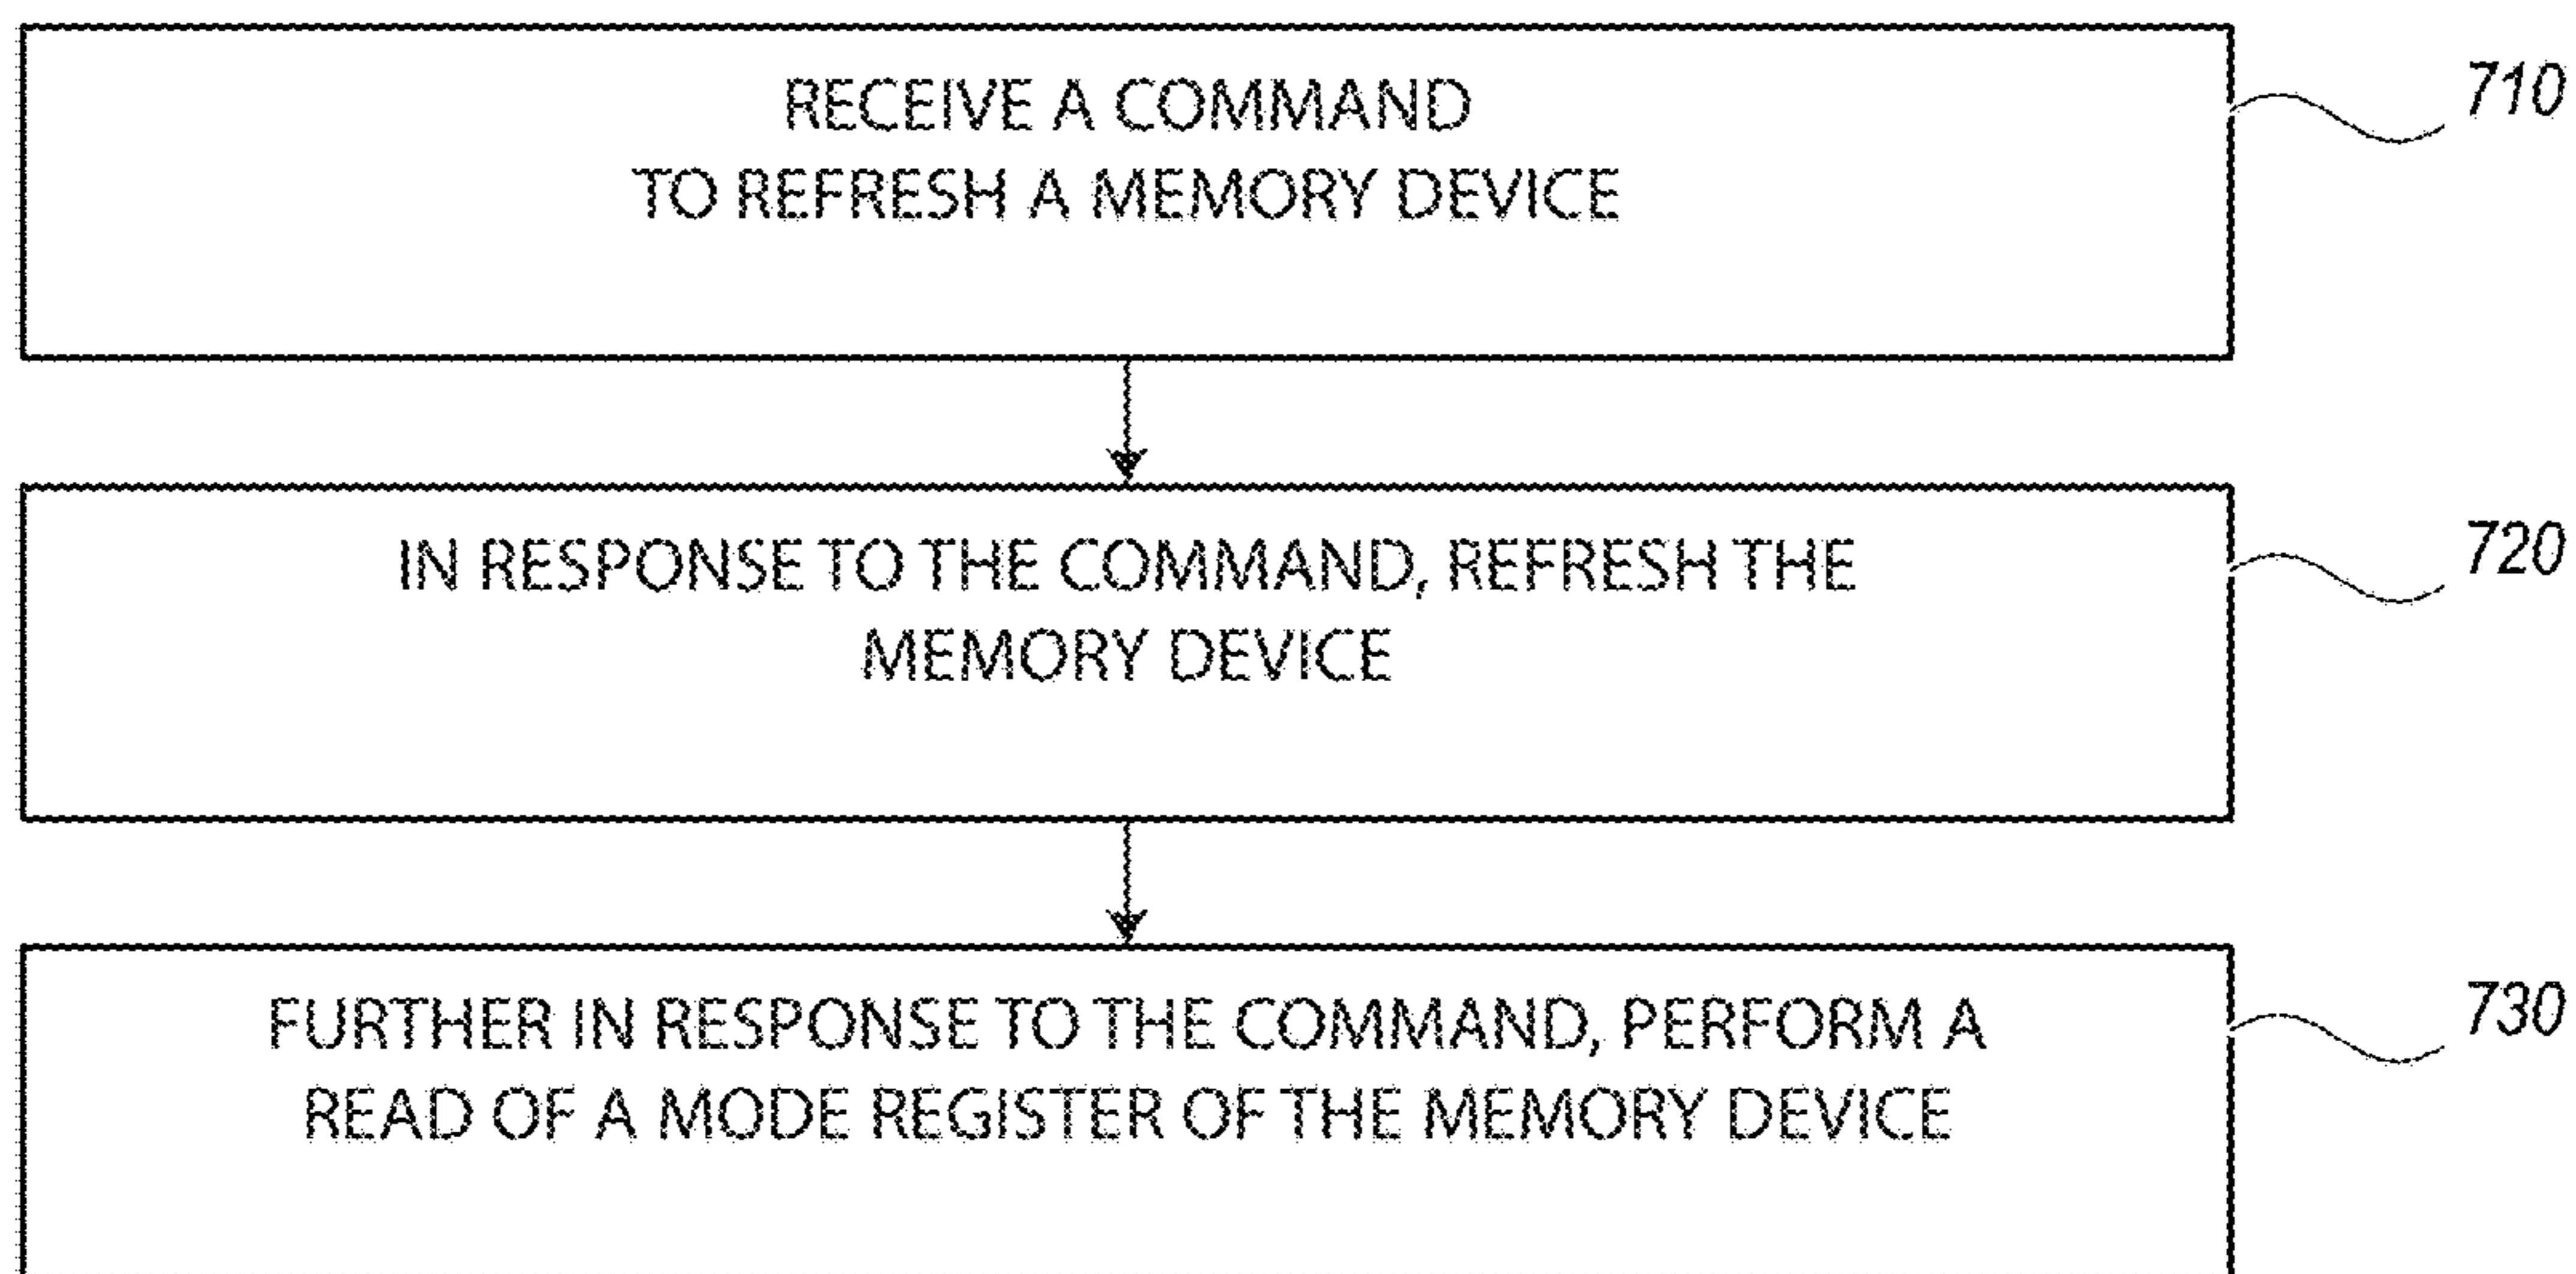 RECEIVE A COMMAND
TO REFRESH A MEMORY DEVICE
710
IN RESPONSE TO THE COMMAND, REFRESH THE
MEMORY DEVICE
720
FURTHER IN RESPONSE TO THE COMMAND, PERFORM A
READ OF A MODE REGISTER OF THE MEMORY DEVICE
730